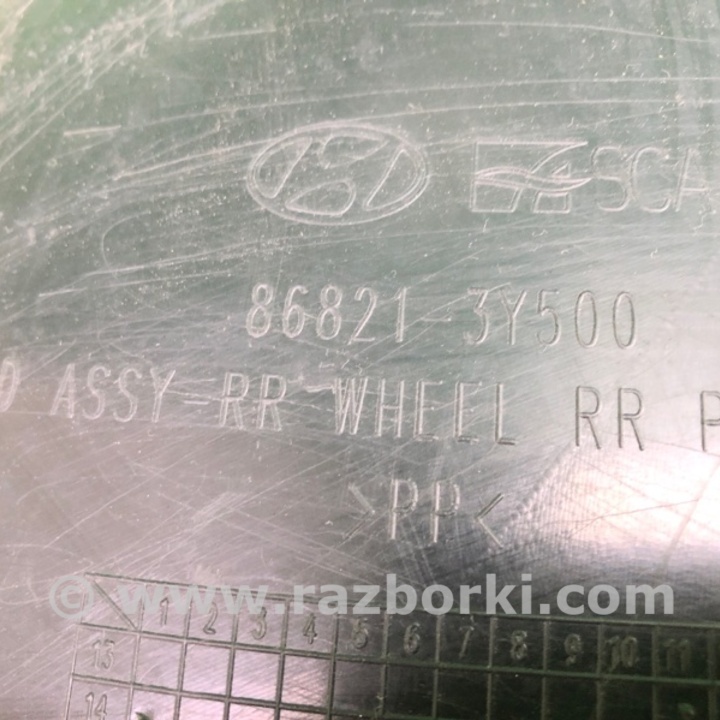 SCA
86821-3Y500
D ASSY-RR WHEEL RR P
>PP<
© www.razborki.com
1 2 3 4 5 6 7 8 9 10 11
13
14